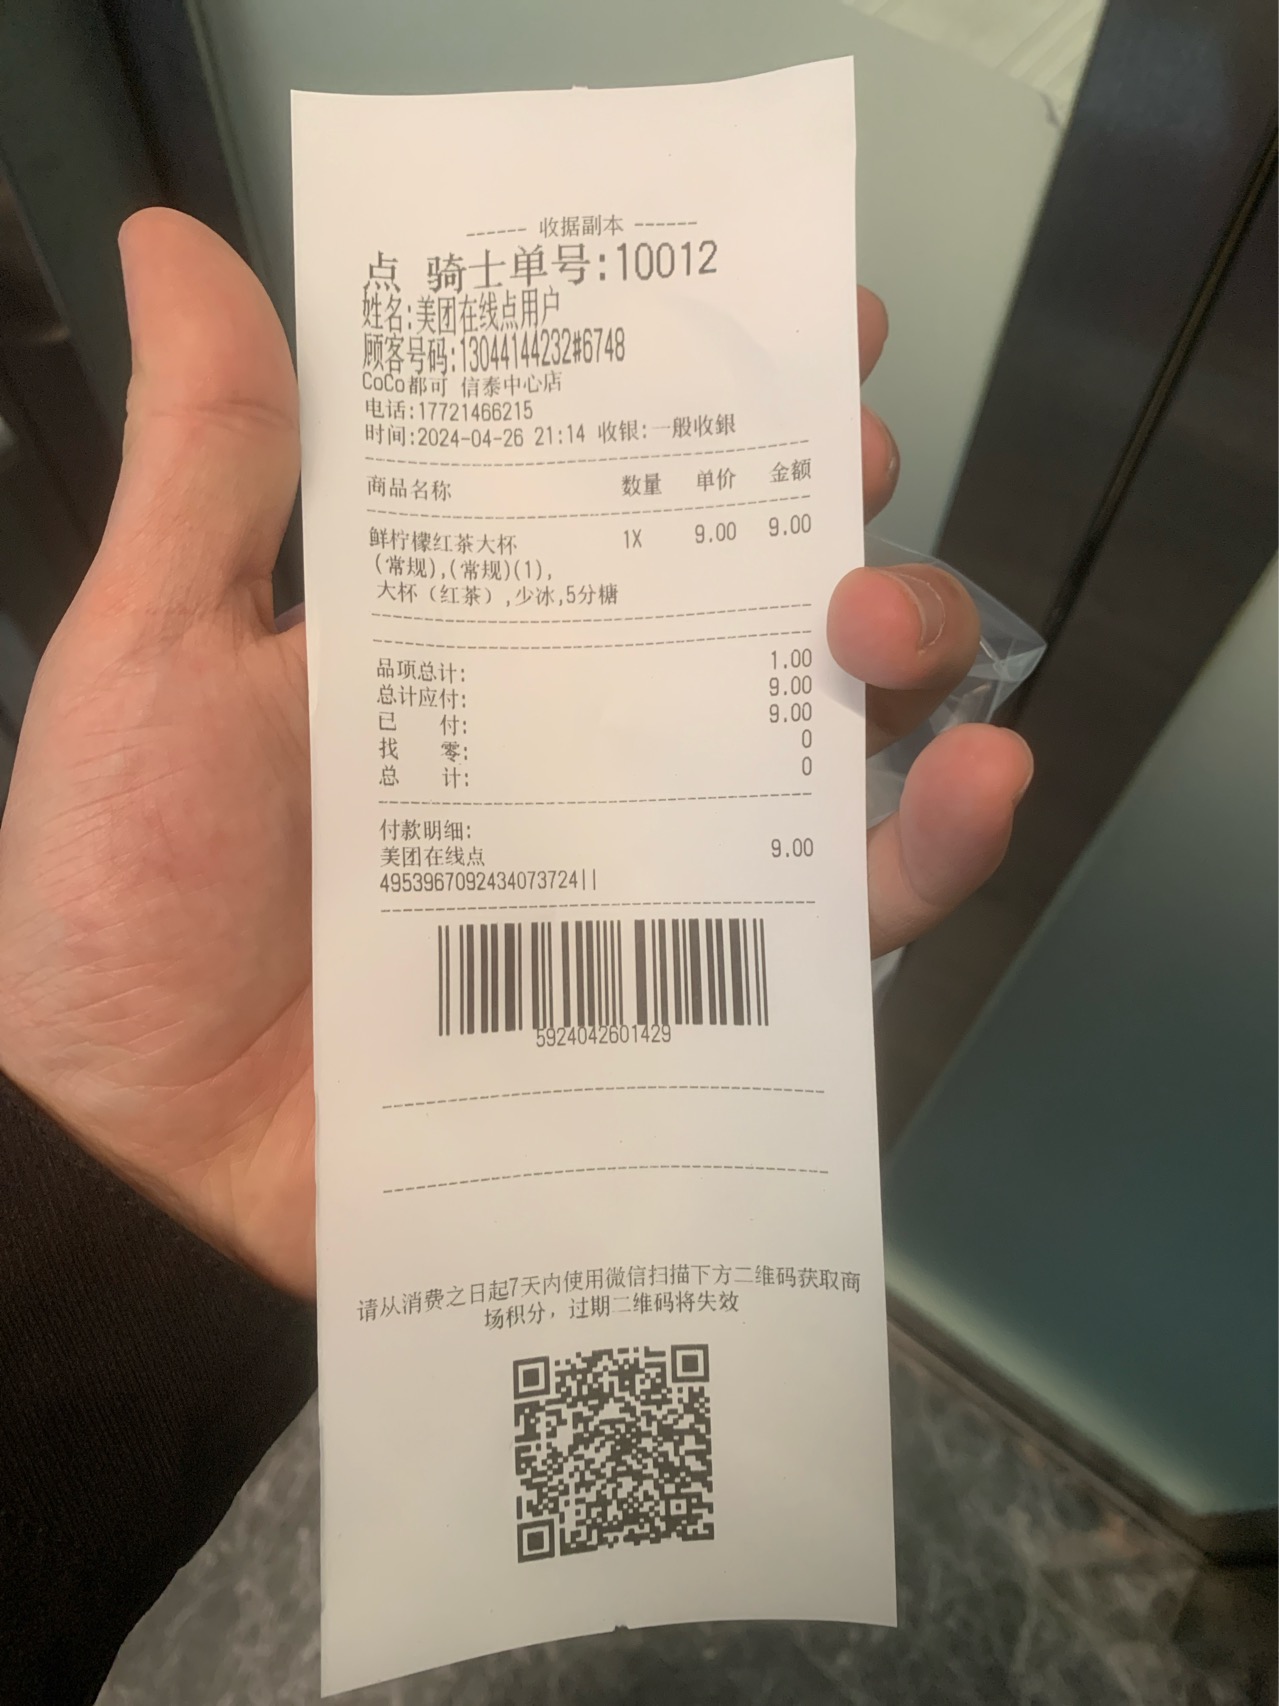 ------ 收据副本 ------
点 骑士单号:10012
姓名:美团在线点用户
顾客号码:13044144232#6748
CoCo都可 信泰中心店
电话:17721466215
时间:2024-04-26 21:14 收银:一般收銀
商品名称 数量 单价 金额
鲜柠檬红茶大杯 1X 9.00 9.00
(常规),(常规)(1),
大杯（红茶）,少冰,5分糖
品项总计: 1.00
总计应付: 9.00
已 付: 9.00
找 零: 0
总 计: 0
付款明细:
美团在线点 9.00
4953967092434073724||
5924042601429
请从消费之日起7天内使用微信扫描下方二维码获取商
场积分，过期二维码将失效